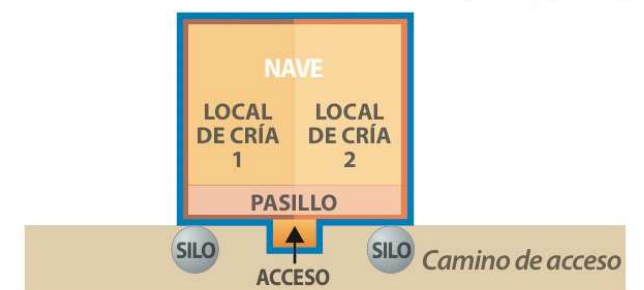 NAVE
LOCAL DE CRÍA 1
LOCAL DE CRÍA 2
PASILLO
SILO
ACCESO
SILO
Camino de acceso